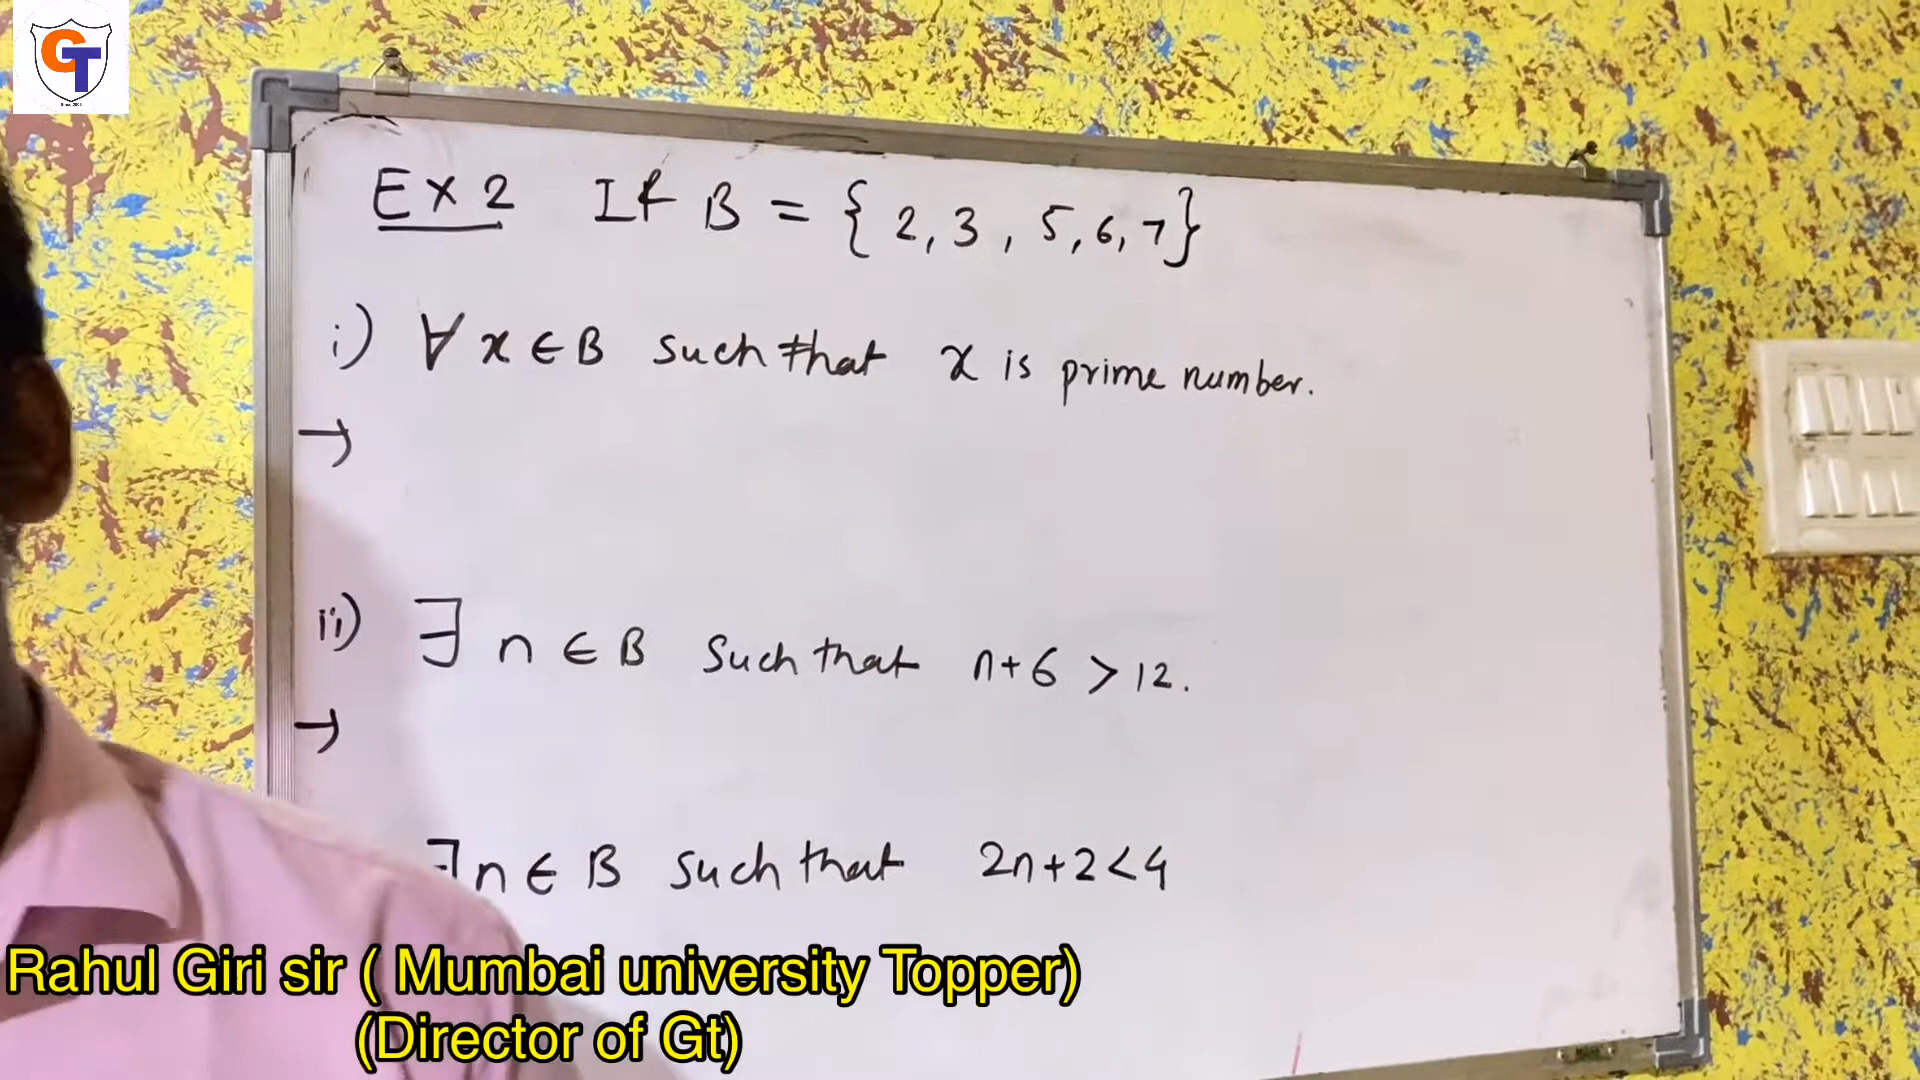 GT
Ex 2 If B = { 2, 3, 5, 6, 7}
i) ∀ x ∈ B such that x is prime number.
→
ii) ∃ n ∈ B such that n+6 > 12.
→
∃ n ∈ B such that 2n+2<4
Rahul Giri sir ( Mumbai university Topper)
(Director of Gt)